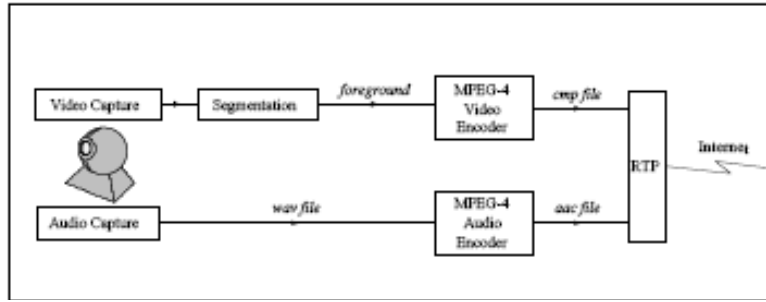 Video Capture
Segmentation
foreground
MPEG-4
Video
Encoder
cmp file
RTP
Internet
Audio Capture
wav file
MPEG-4
Audio
Encoder
aac file